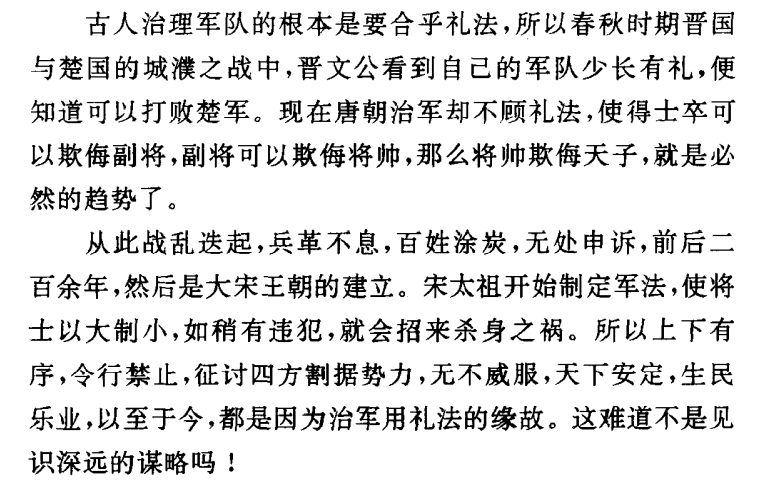 古人治理军队的根本是要合乎礼法,所以春秋时期晋国
与楚国的城濮之战中,晋文公看到自己的军队少长有礼,便
知道可以打败楚军。现在唐朝治军却不顾礼法,使得士卒可
以欺侮副将,副将可以欺侮将帅,那么将帅欺侮天子,就是必
然的趋势了。
从此战乱迭起,兵革不息,百姓涂炭,无处申诉,前后二
百余年,然后是大宋王朝的建立。宋太祖开始制定军法,使将
士以大制小,如稍有违犯,就会招来杀身之祸。所以上下有
序,令行禁止,征讨四方割据势力,无不威服,天下安定,生民
乐业,以至于今,都是因为治军用礼法的缘故。这难道不是见
识深远的谋略吗!